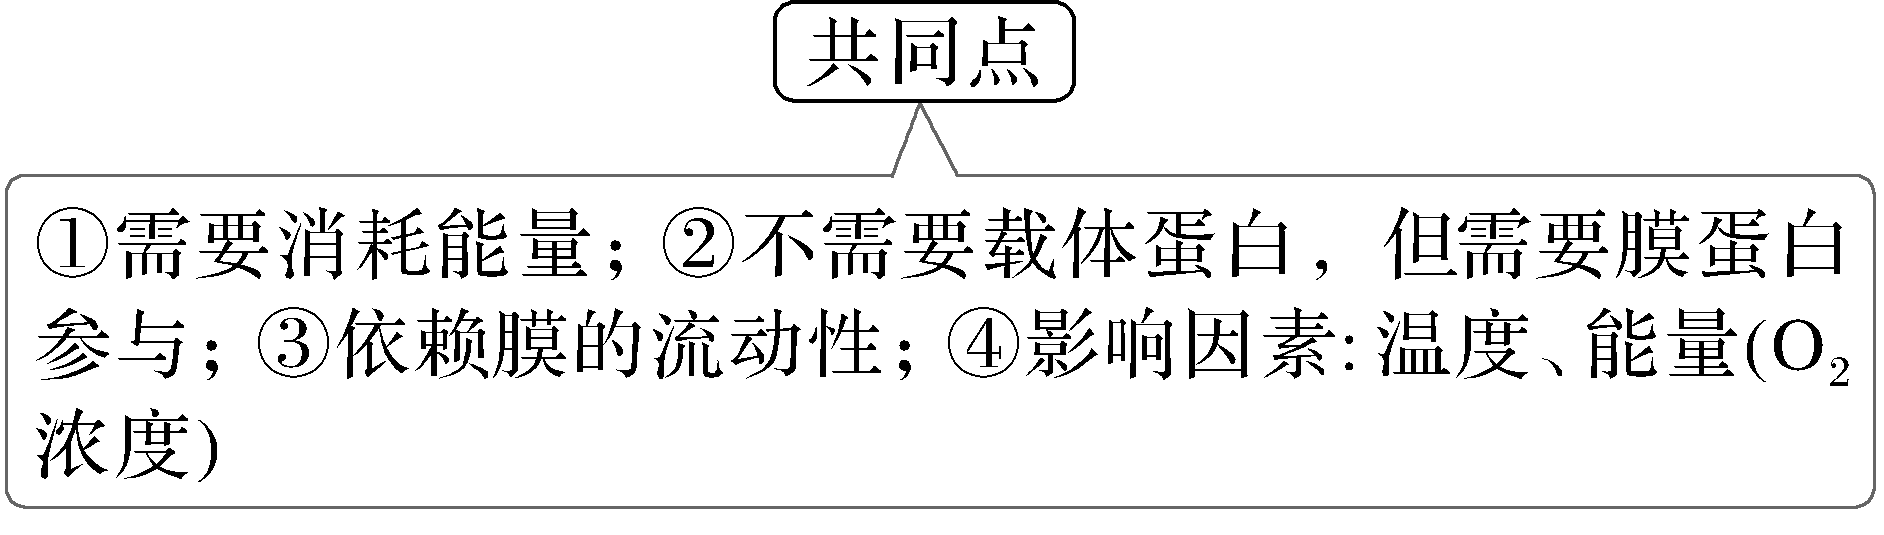 共同点
①需要消耗能量；②不需要载体蛋白，但需要膜蛋白
参与；③依赖膜的流动性；④影响因素：温度、能量(O₂
浓度)